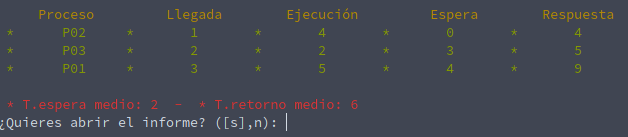 Proceso Llegada Ejecución Espera Respuesta
* P02 * 1 * 4 * 0 * 4
* P03 * 2 * 2 * 3 * 5
* P01 * 3 * 5 * 4 * 9
* T.espera medio: 2 - * T.retorno medio: 6
¿Quieres abrir el informe? ([s],n):